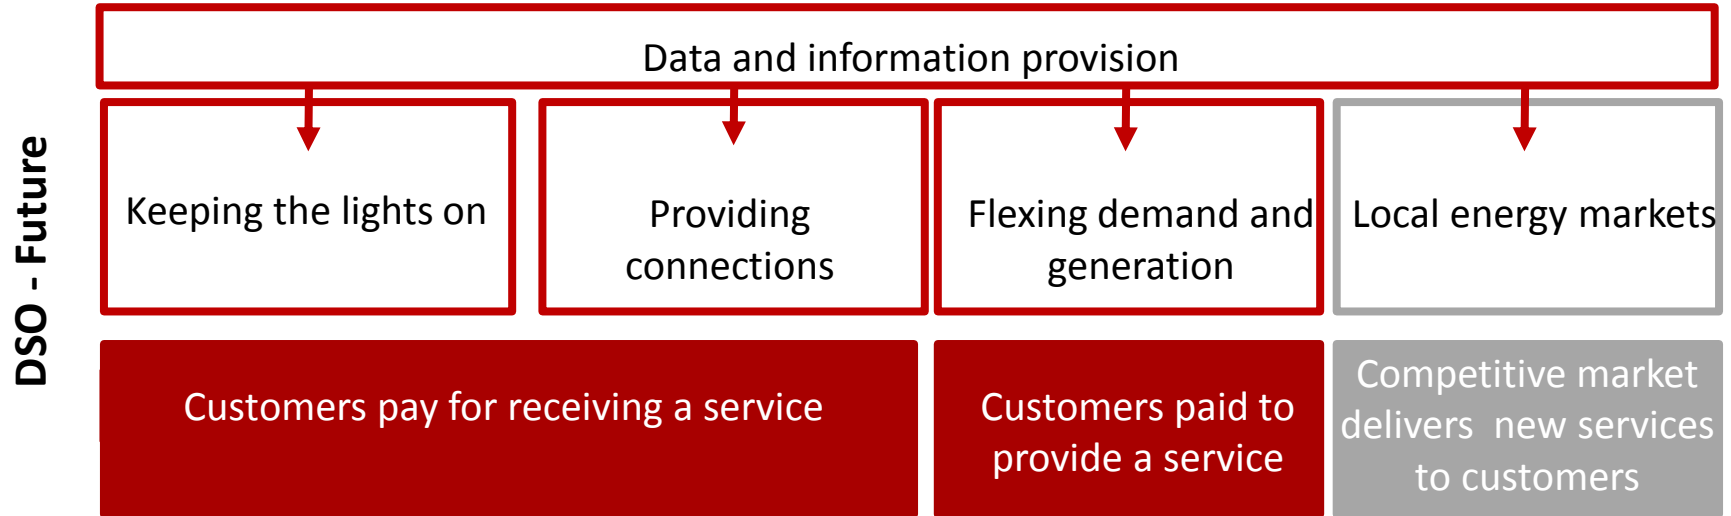 DSO - Future
Data and information provision
Keeping the lights on
Providing
connections
Flexing demand and
generation
Local energy markets
Customers pay for receiving a service
Customers paid to
provide a service
Competitive market
delivers  new services
to customers